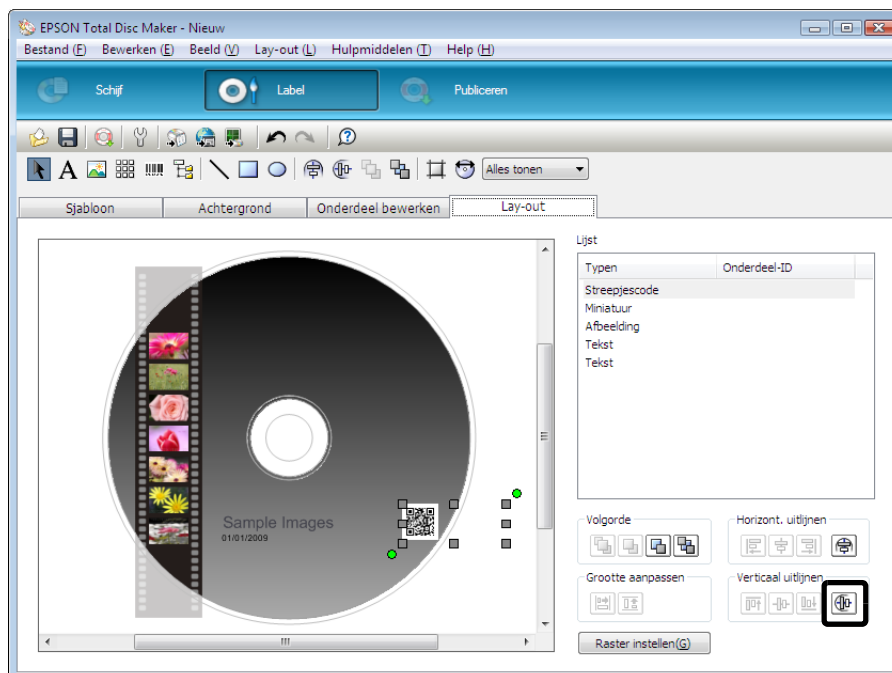 EPSON Total Disc Maker - Nieuw
Bestand (F) Bewerken (E) Beeld (V) Lay-out (L) Hulpmiddelen (T) Help (H)
Schijf Label Publiceren
Alles tonen
Sjabloon Achtergrond Onderdeel bewerken Lay-out
Lijst
Typen Onderdeel-ID
Streepjescode
Miniatuur
Afbeelding
Tekst
Tekst
Sample Images
01/01/2009
Volgorde Horizont. uitlijnen
Grootte aanpassen Verticaal uitlijnen
Raster instellen(G)